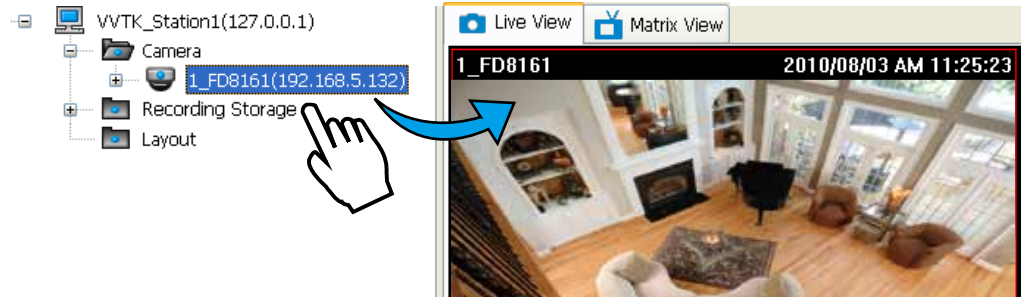 VVTK_Station1(127.0.0.1)
Camera
1_FD8161(192.168.5.132)
Recording Storage
Layout
Live View
Matrix View
1_FD8161
2010/08/03 AM 11:25:23